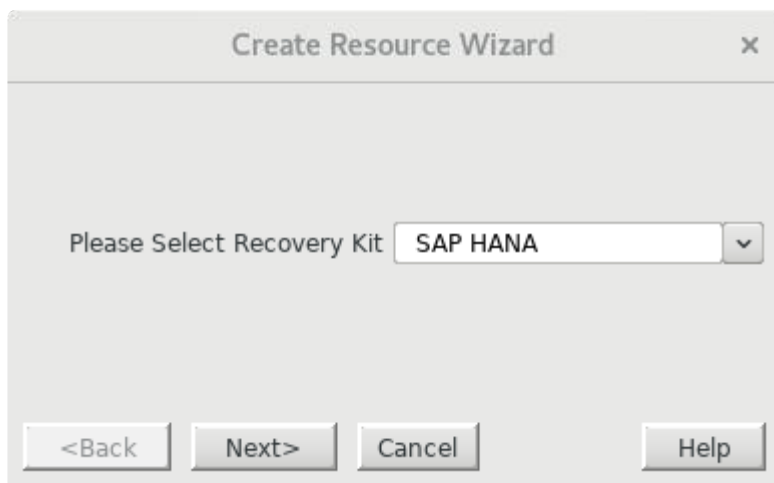 Create Resource Wizard ×
Please Select Recovery Kit SAP HANA
<Back Next> Cancel Help